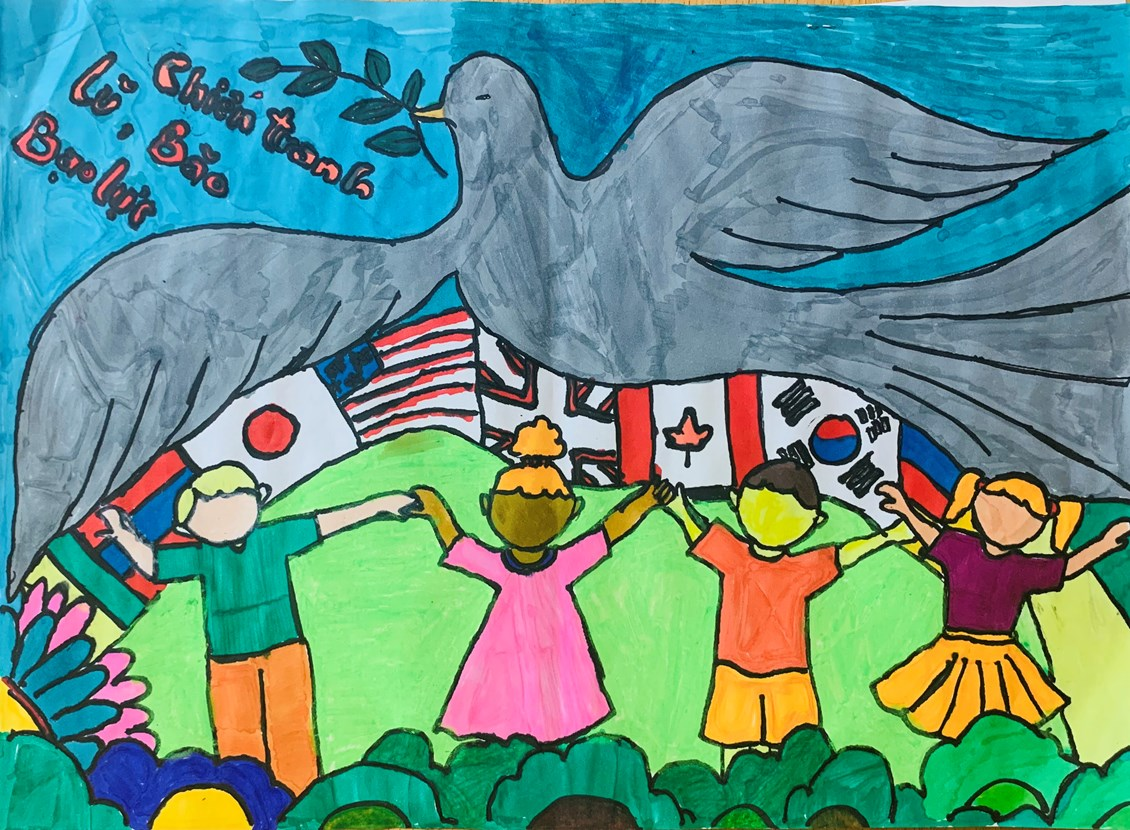 Chiến tranh
Lũ, Bão
Bạo lực